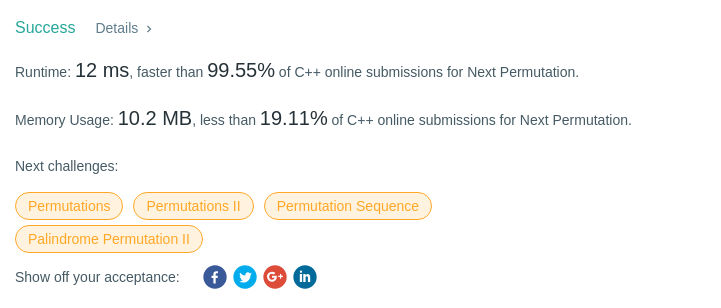 Success Details ›
Runtime: 12 ms, faster than 99.55% of C++ online submissions for Next Permutation.
Memory Usage: 10.2 MB, less than 19.11% of C++ online submissions for Next Permutation.
Next challenges:
Permutations Permutations II Permutation Sequence
Palindrome Permutation II
Show off your acceptance: f G+ in